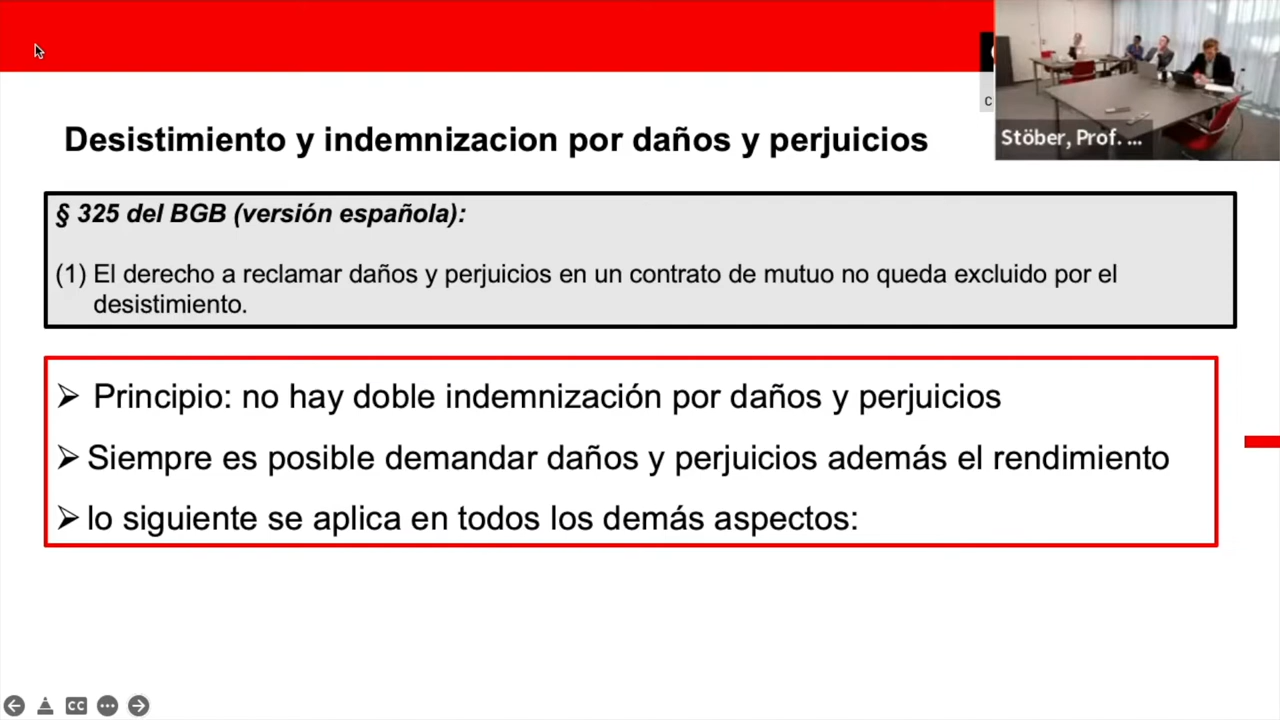 Desistimiento y indemnizacion por daños y perjuicios
C
Stöber, Prof. ...
§ 325 del BGB (versión española):
(1) El derecho a reclamar daños y perjuicios en un contrato de mutuo no queda excluido por el
desistimiento.
Principio: no hay doble indemnización por daños y perjuicios
Siempre es posible demandar daños y perjuicios además el rendimiento
lo siguiente se aplica en todos los demás aspectos:
CC